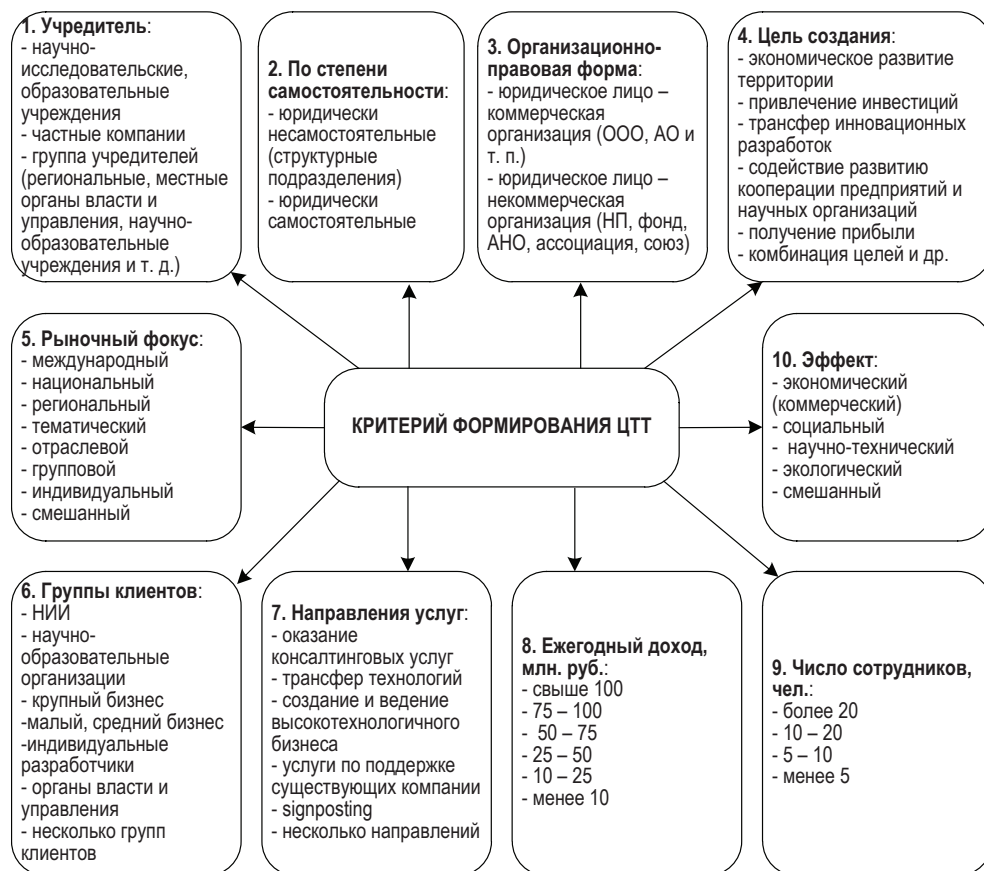 1. Учредитель:
- научно-
исследовательские,
образовательные
учреждения
- частные компании
- группа учредителей
(региональные, местные
органы власти и
управления, научно-
образовательные
учреждения и т. д.)
2. По степени
самостоятельности:
- юридически
несамостоятельные
(структурные
подразделения)
- юридически
самостоятельные
3. Организационно-
правовая форма:
- юридическое лицо –
коммерческая
организация (ООО, АО и
т. п.)
- юридическое лицо –
некоммерческая
организация (НП, фонд,
АНО, ассоциация, союз)
4. Цель создания:
- экономическое развитие
территории
- привлечение инвестиций
- трансфер инновационных
разработок
- содействие развитию
кооперации предприятий и
научных организаций
- получение прибыли
- комбинация целей и др.
5. Рыночный фокус:
- международный
- национальный
- региональный
- тематический
- отраслевой
- групповой
- индивидуальный
- смешанный
КРИТЕРИЙ ФОРМИРОВАНИЯ ЦТТ
10. Эффект:
- экономический
(коммерческий)
- социальный
- научно-технический
- экологический
- смешанный
6. Группы клиентов:
- НИИ
- научно-
образовательные
организации
- крупный бизнес
-малый, средний бизнес
-индивидуальные
разработчики
- органы власти и
управления
- несколько групп
клиентов
7. Направления услуг:
- оказание
консалтинговых услуг
- трансфер технологий
- создание и ведение
высокотехнологичного
бизнеса
- услуги по поддержке
существующих компании
- signposting
- несколько направлений
8. Ежегодный доход,
млн. руб.:
- свыше 100
- 75 – 100
- 50 – 75
- 25 – 50
- 10 – 25
- менее 10
9. Число сотрудников,
чел.:
- более 20
- 10 – 20
- 5 – 10
- менее 5